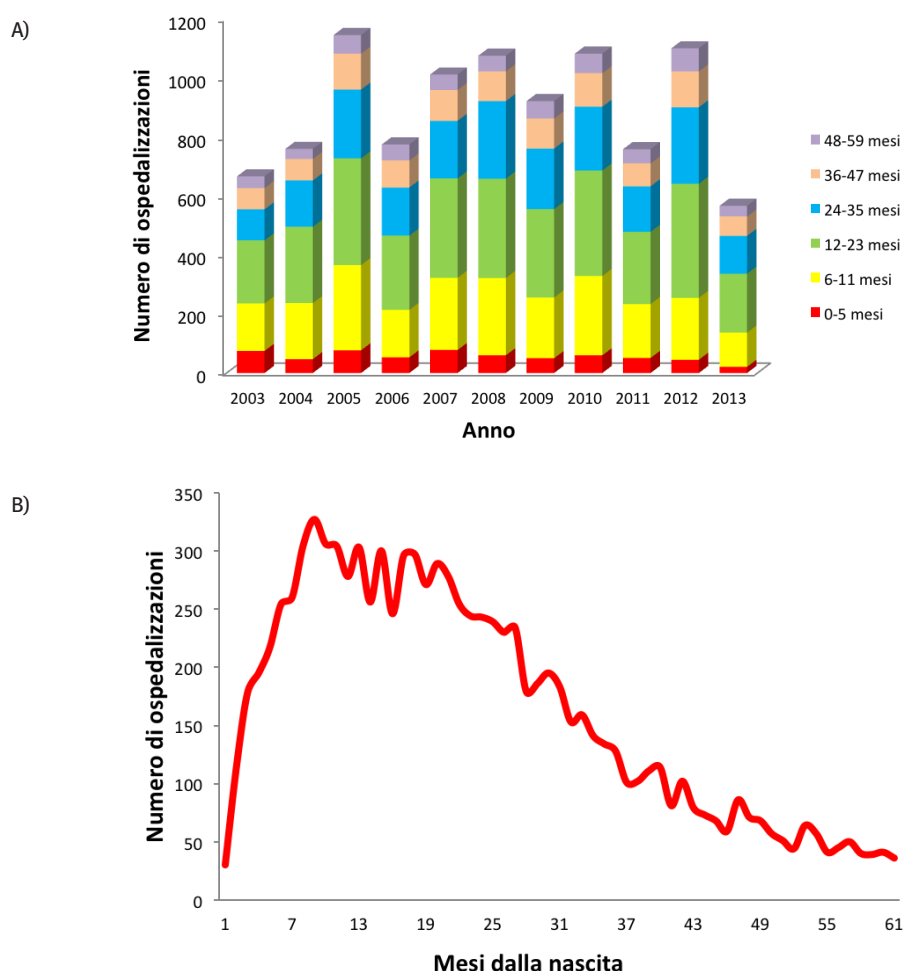 A)
1200
1000
800
600
400
200
0
Numero di ospedalizzazioni
2003 2004 2005 2006 2007 2008 2009 2010 2011 2012 2013
Anno
48-59 mesi
36-47 mesi
24-35 mesi
12-23 mesi
6-11 mesi
0-5 mesi
B)
350
300
250
200
150
100
50
0
Numero di ospedalizzazioni
1 7 13 19 25 31 37 43 49 55 61
Mesi dalla nascita